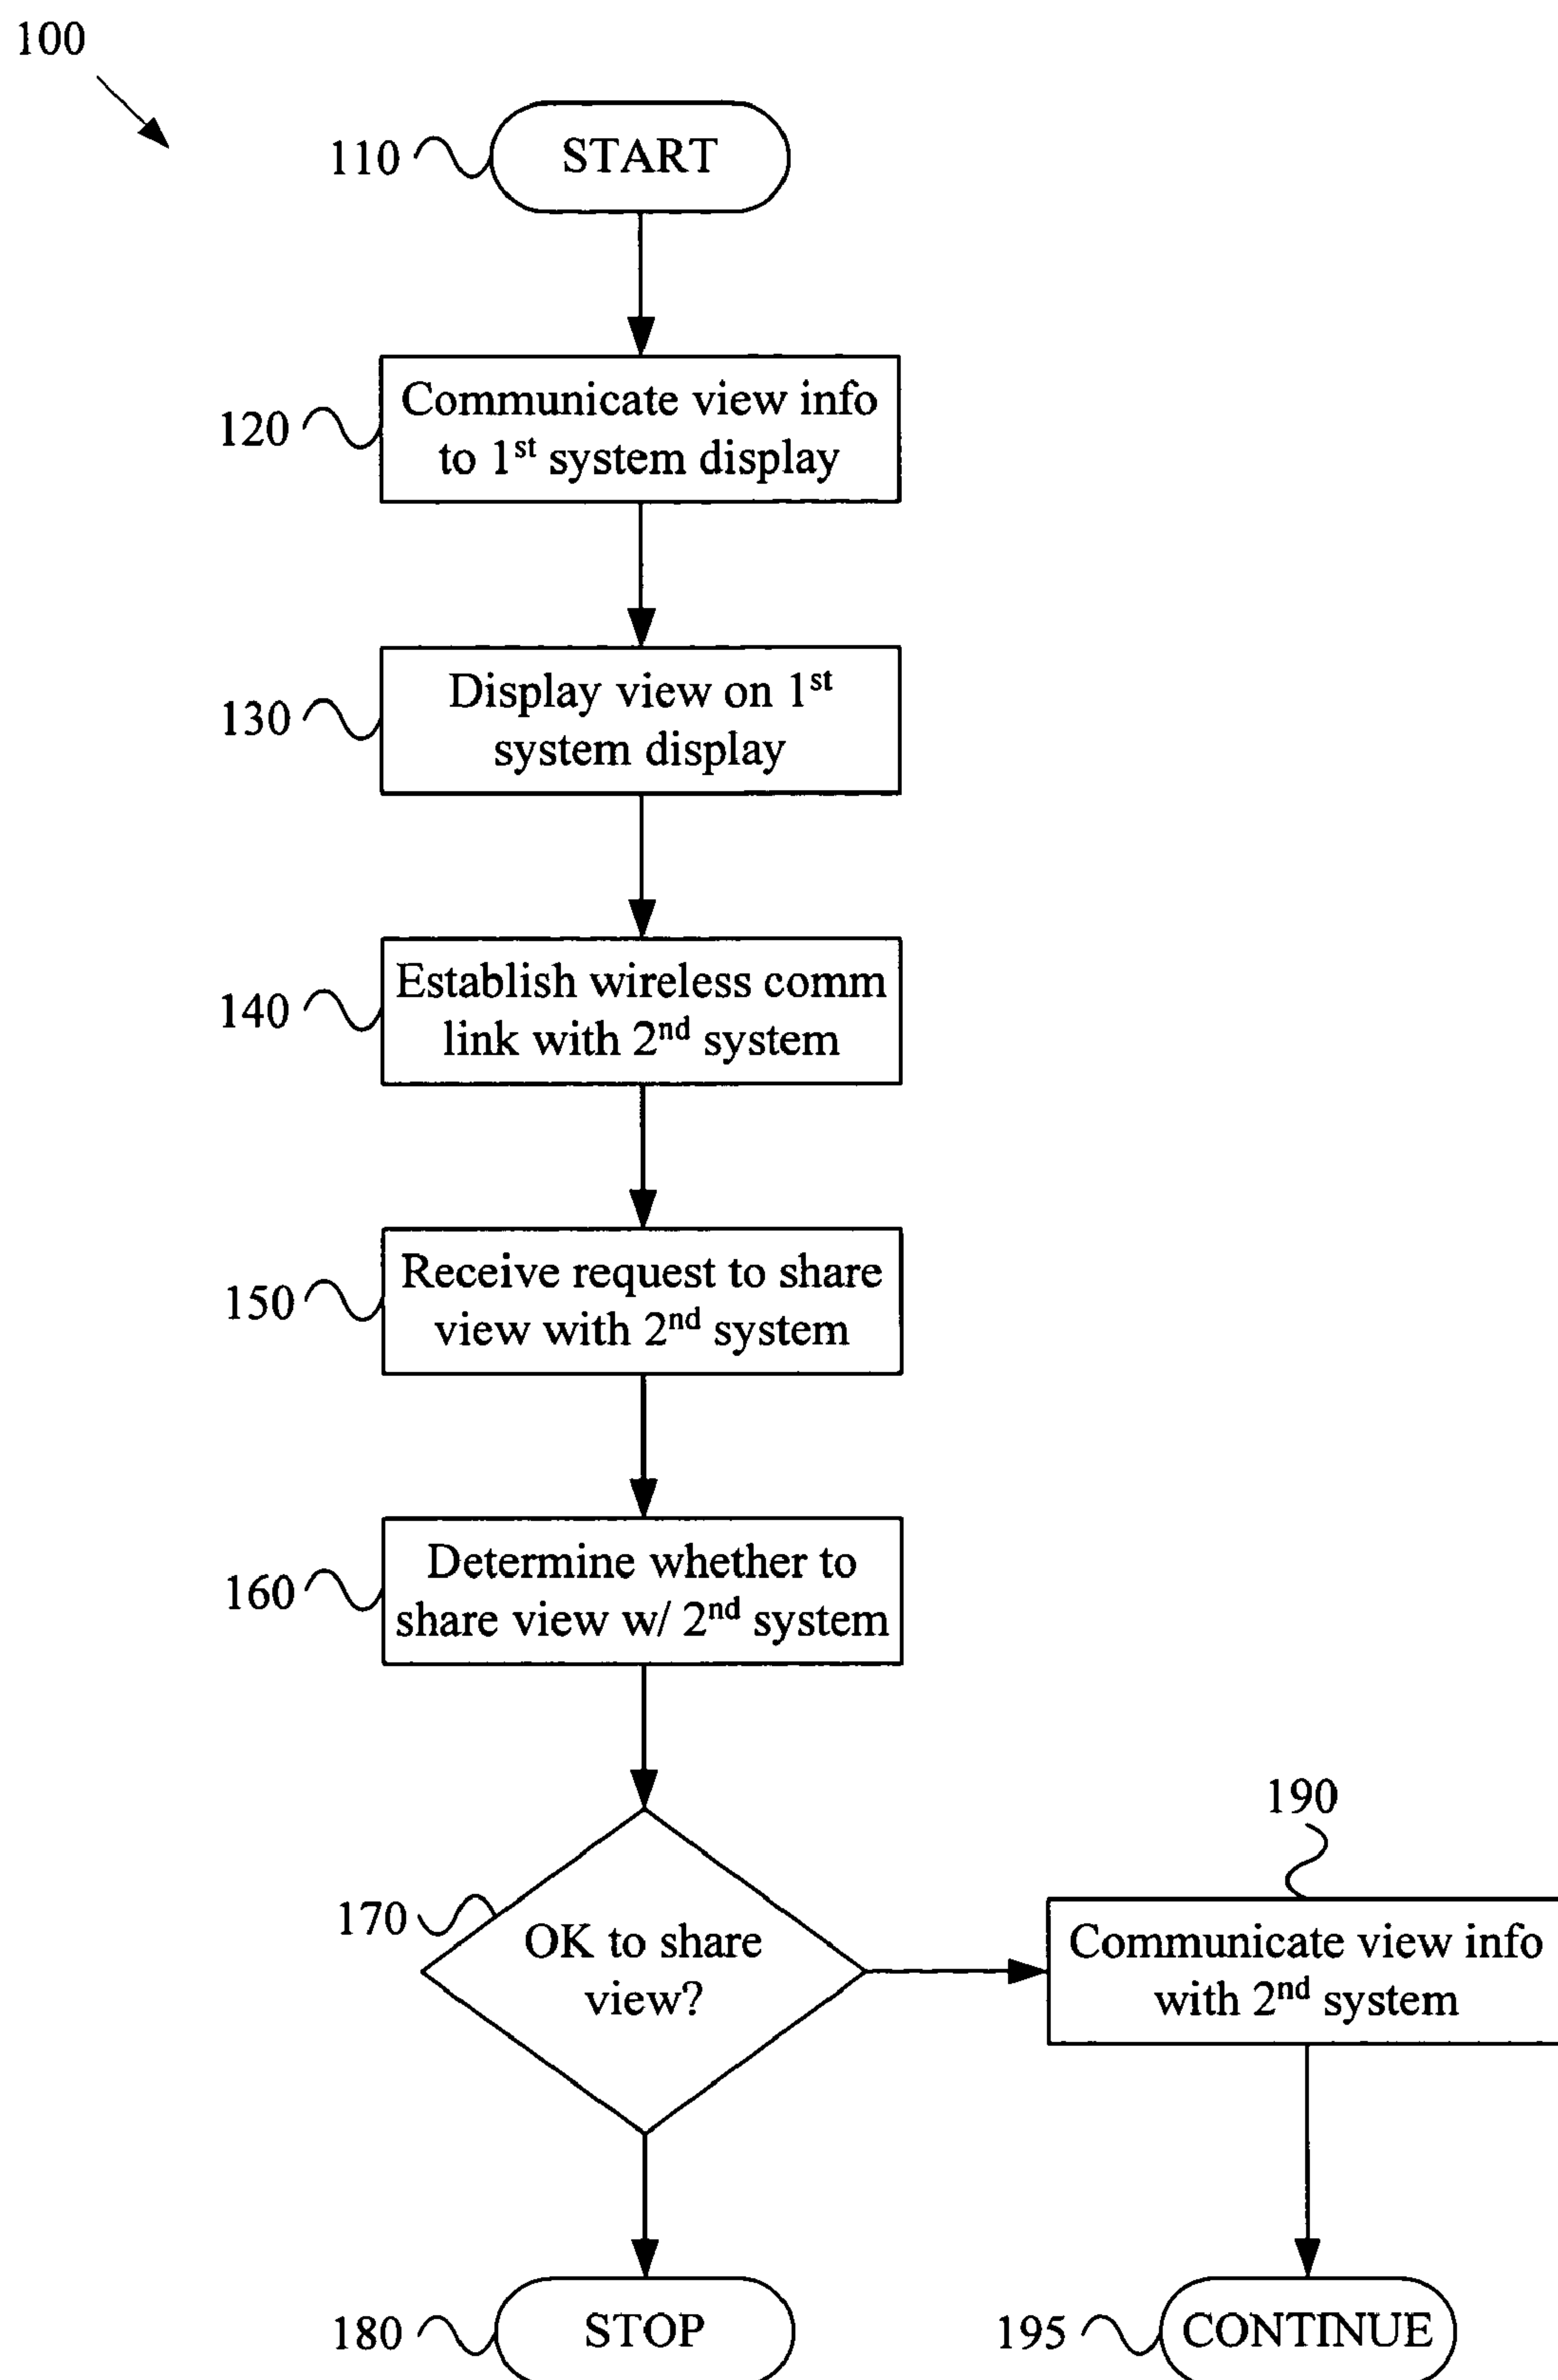 100
110
START
120
Communicate view info
to 1st system display
130
Display view on 1st
system display
140
Establish wireless comm
link with 2nd system
150
Receive request to share
view with 2nd system
160
Determine whether to
share view w/ 2nd system
170
OK to share
view?
190
Communicate view info
with 2nd system
180
STOP
195
CONTINUE